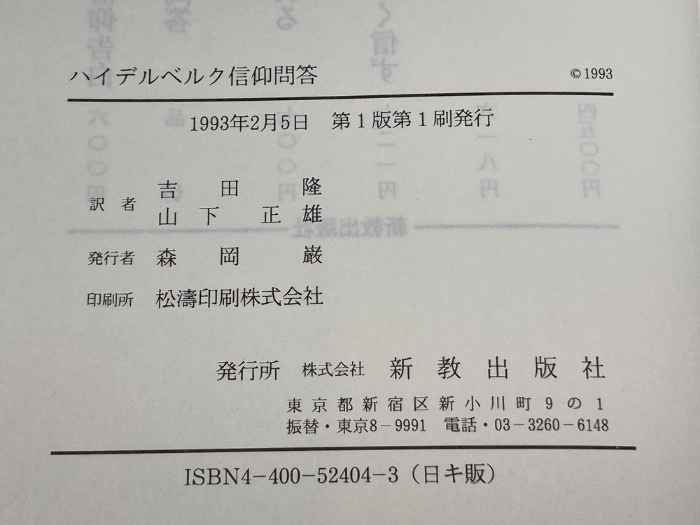 ハイデルベルク信仰問答 ©1993
1993年2月5日 第1版第1刷発行
訳者 吉田隆
山下正雄
発行者 森岡巌
印刷所 松濤印刷株式会社
発行所 株式会社 新教出版社
東京都新宿区新小川町9の1
振替・東京8-9991 電話・03-3260-6148
ISBN4-400-52404-3（日キ販）